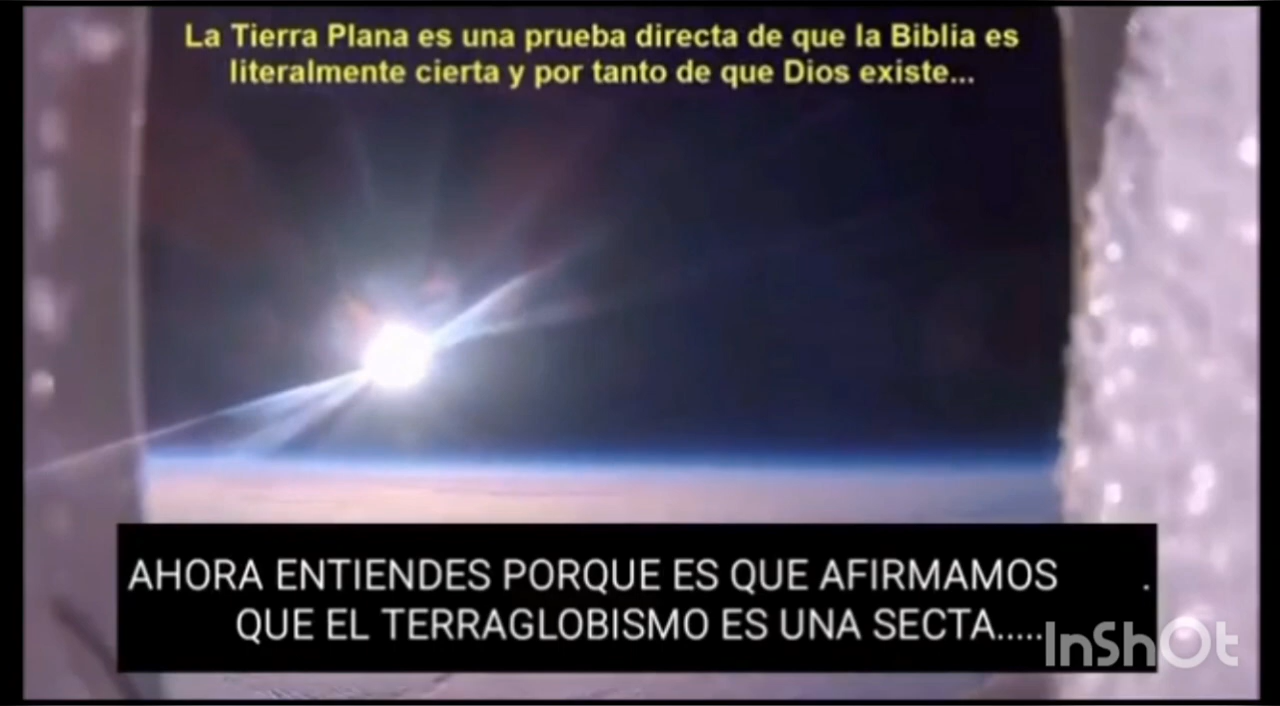 La Tierra Plana es una prueba directa de que la Biblia es
literalmente cierta y por tanto de que Dios existe...
AHORA ENTIENDES PORQUE ES QUE AFIRMAMOS .
QUE EL TERRAGLOBISMO ES UNA SECTA.....
InShOt